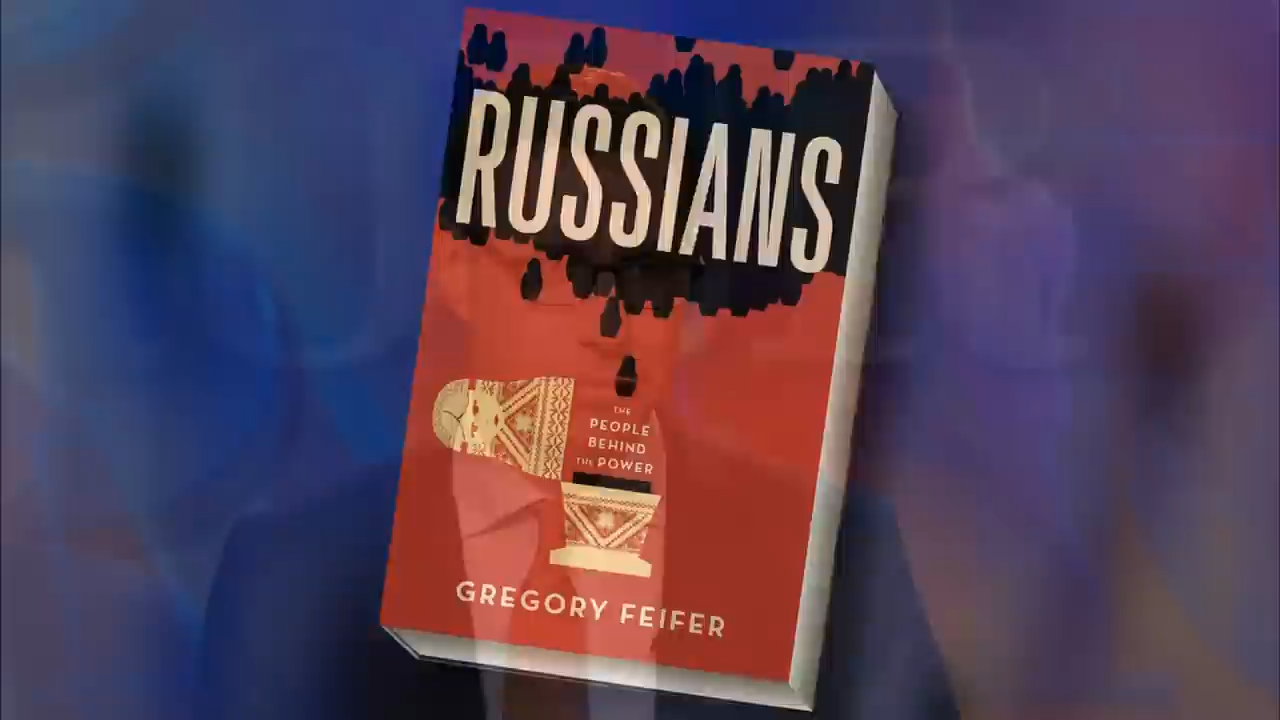 RUSSIANS
THE
PEOPLE
BEHIND
THE POWER
GREGORY FEIFER